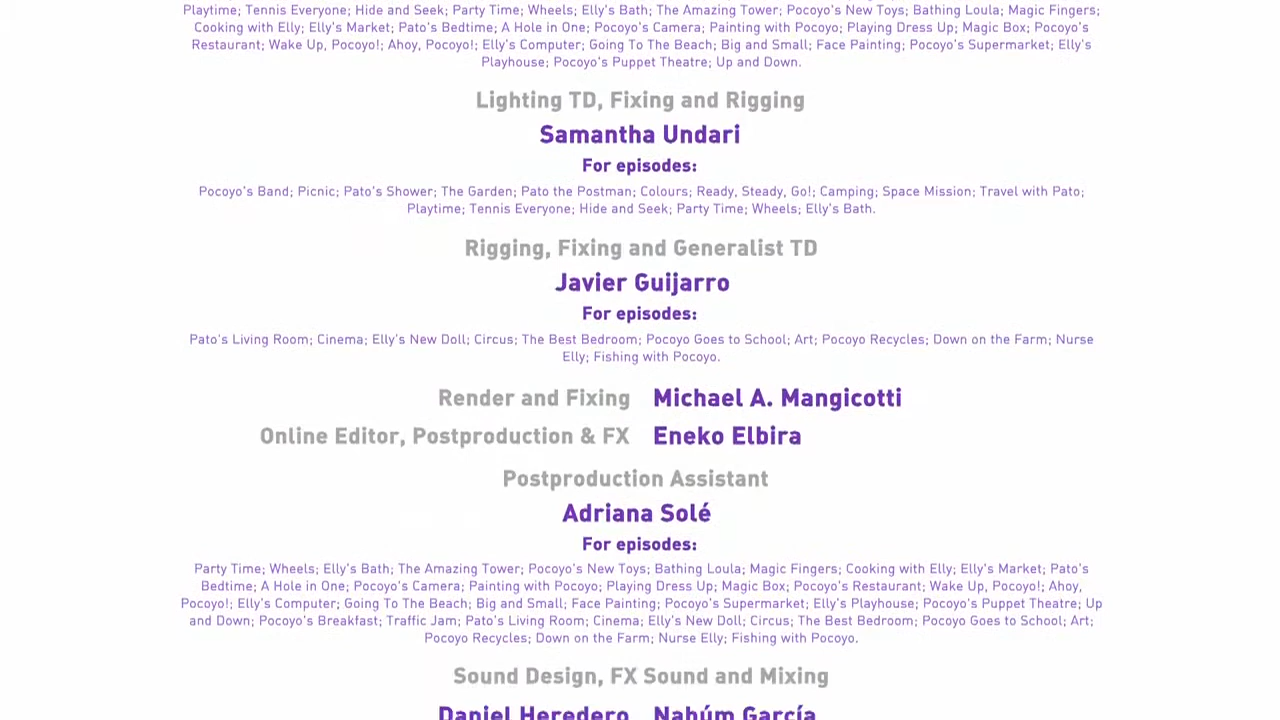 Playtime; Tennis Everyone; Hide and Seek; Party Time; Wheels; Elly's Bath; The Amazing Tower; Pocoyo's New Toys; Bathing Loula; Magic Fingers;
Cooking with Elly; Elly's Market; Pato's Bedtime; A Hole in One; Pocoyo's Camera; Painting with Pocoyo; Playing Dress Up; Magic Box; Pocoyo's
Restaurant; Wake Up, Pocoyo!; Ahoy, Pocoyo!; Elly's Computer; Going To The Beach; Big and Small; Face Painting; Pocoyo's Supermarket; Elly's
Playhouse; Pocoyo's Puppet Theatre; Up and Down.
Lighting TD, Fixing and Rigging
Samantha Undari
For episodes:
Pocoyo's Band; Picnic; Pato's Shower; The Garden; Pato the Postman; Colours; Ready, Steady, Go!; Camping; Space Mission; Travel with Pato;
Playtime; Tennis Everyone; Hide and Seek; Party Time; Wheels; Elly's Bath.
Rigging, Fixing and Generalist TD
Javier Guijarro
For episodes:
Pato's Living Room; Cinema; Elly's New Doll; Circus; The Best Bedroom; Pocoyo Goes to School; Art; Pocoyo Recycles; Down on the Farm; Nurse
Elly; Fishing with Pocoyo.
Render and Fixing Michael A. Mangicotti
Online Editor, Postproduction & FX Eneko Elbira
Postproduction Assistant
Adriana Solé
For episodes:
Party Time; Wheels; Elly's Bath; The Amazing Tower; Pocoyo's New Toys; Bathing Loula; Magic Fingers; Cooking with Elly; Elly's Market; Pato's
Bedtime; A Hole in One; Pocoyo's Camera; Painting with Pocoyo; Playing Dress Up; Magic Box; Pocoyo's Restaurant; Wake Up, Pocoyo!; Ahoy,
Pocoyo!; Elly's Computer; Going To The Beach; Big and Small; Face Painting; Pocoyo's Supermarket; Elly's Playhouse; Pocoyo's Puppet Theatre; Up
and Down; Pocoyo's Breakfast; Traffic Jam; Pato's Living Room; Cinema; Elly's New Doll; Circus; The Best Bedroom; Pocoyo Goes to School; Art;
Pocoyo Recycles; Down on the Farm; Nurse Elly; Fishing with Pocoyo.
Sound Design, FX Sound and Mixing
Daniel Heredero Nahúm García